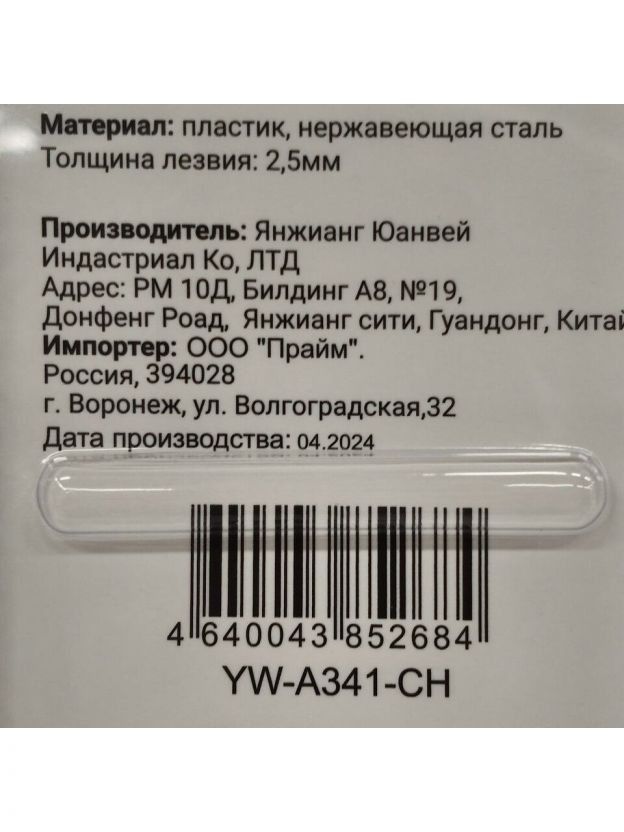 Материал: пластик, нержавеющая сталь
Толщина лезвия: 2,5мм
Производитель: Янжианг Юанвей
Индастриал Ко, ЛТД
Адрес: РМ 10Д, Билдинг А8, №19,
Донфенг Роад, Янжианг сити, Гуандонг, Китай
Импортер: ООО "Прайм".
Россия, 394028
г. Воронеж, ул. Волгоградская,32
Дата производства: 04.2024
4 640043 852684
YW-A341-CH